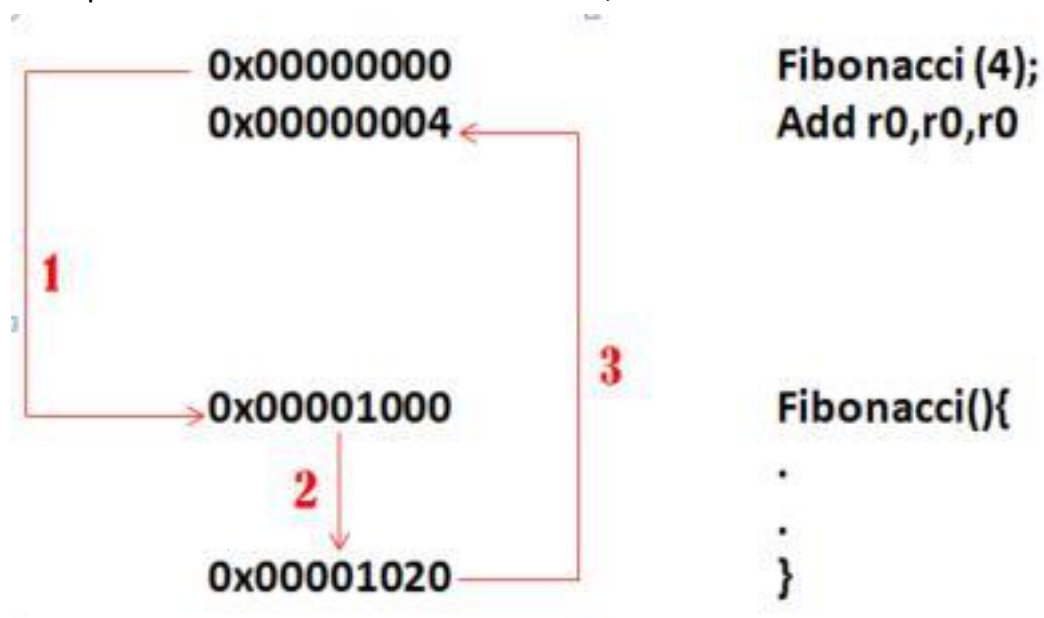 0x00000000 Fibonacci (4);
0x00000004 Add r0,r0,r0
1
3
0x00001000 Fibonacci(){
.
2
.
0x00001020 }